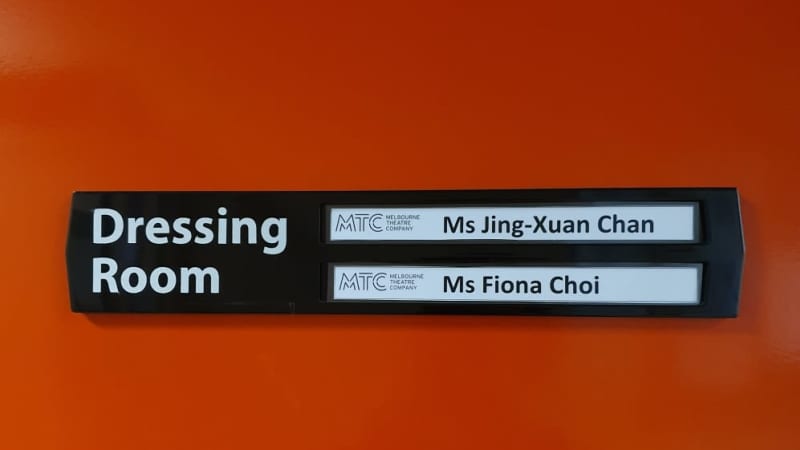 Dressing
Room
MTC MELBOURNE
THEATRE
COMPANY
Ms Jing-Xuan Chan
MTC MELBOURNE
THEATRE
COMPANY
Ms Fiona Choi